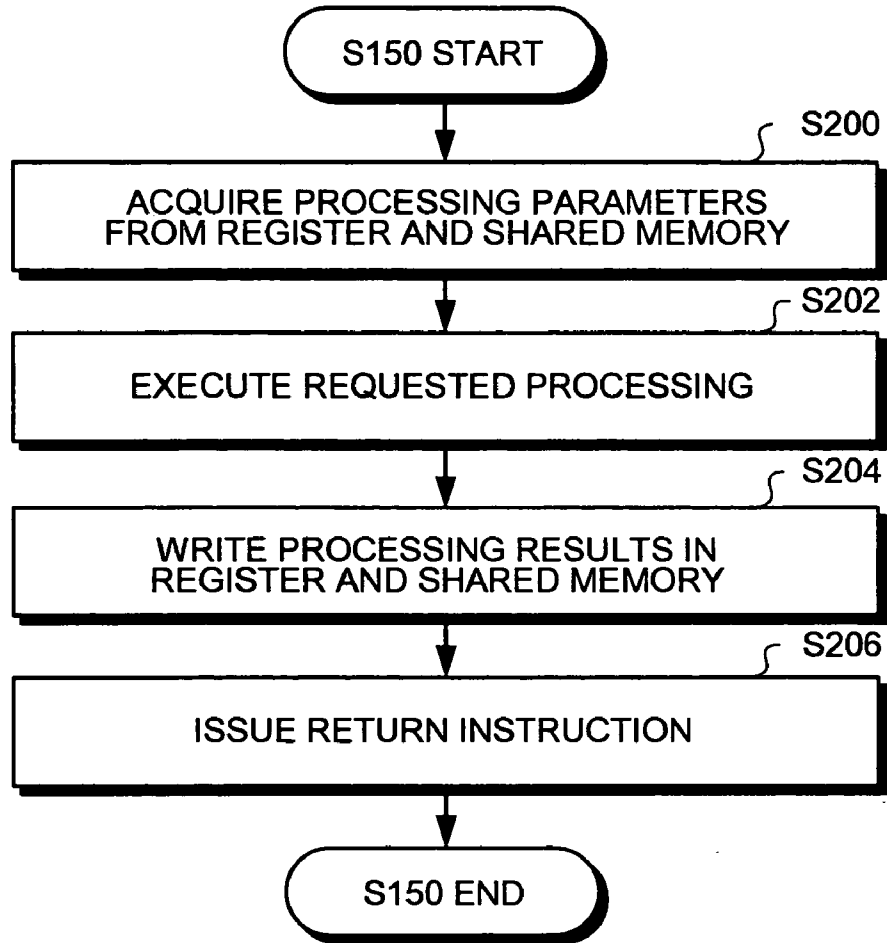 S150 START
S200
ACQUIRE PROCESSING PARAMETERS
FROM REGISTER AND SHARED MEMORY
S202
EXECUTE REQUESTED PROCESSING
S204
WRITE PROCESSING RESULTS IN
REGISTER AND SHARED MEMORY
S206
ISSUE RETURN INSTRUCTION
S150 END